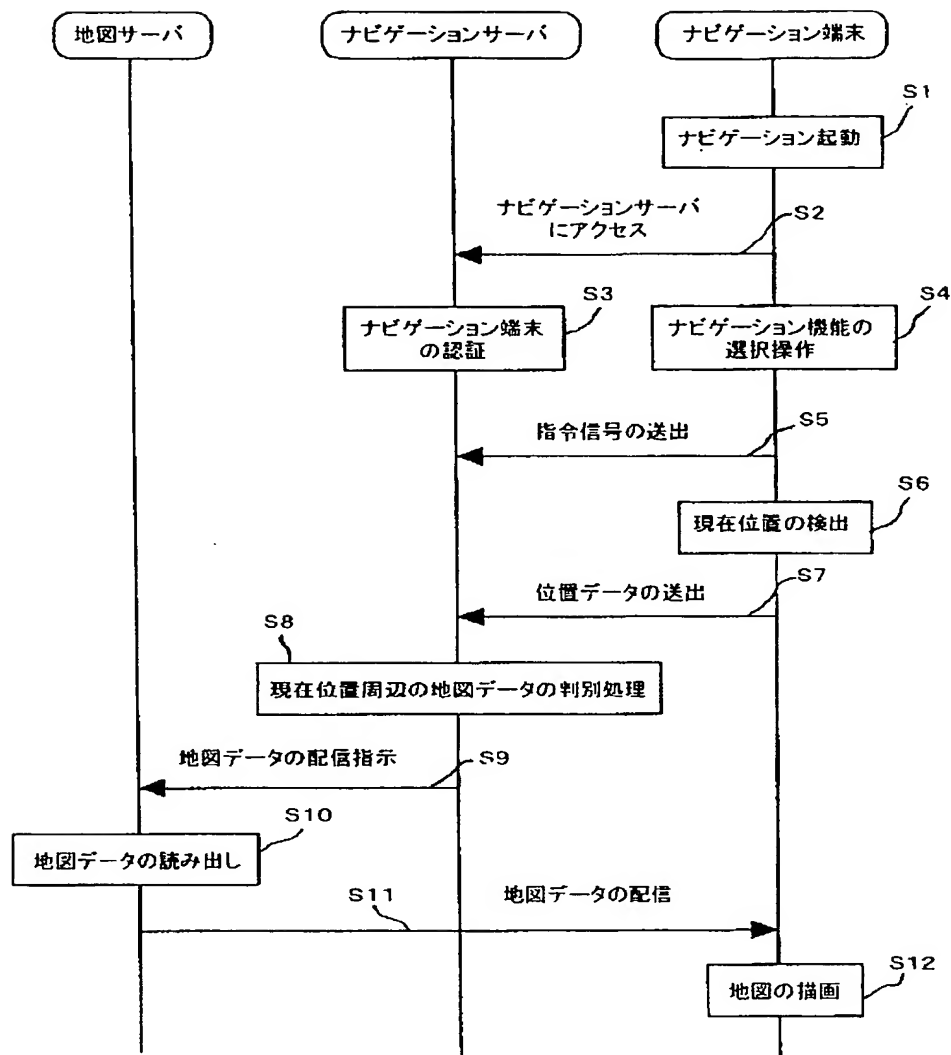 地図サーバ
ナビゲーションサーバ
ナビゲーション端末
S1
ナビゲーション起動
ナビゲーションサーバ
にアクセス
S2
S3
ナビゲーション端末
の認証
S4
ナビゲーション機能の
選択操作
指令信号の送出
S5
S6
現在位置の検出
位置データの送出
S7
S8
現在位置周辺の地図データの判別処理
地図データの配信指示
S9
S10
地図データの読み出し
S11
地図データの配信
S12
地図の描画